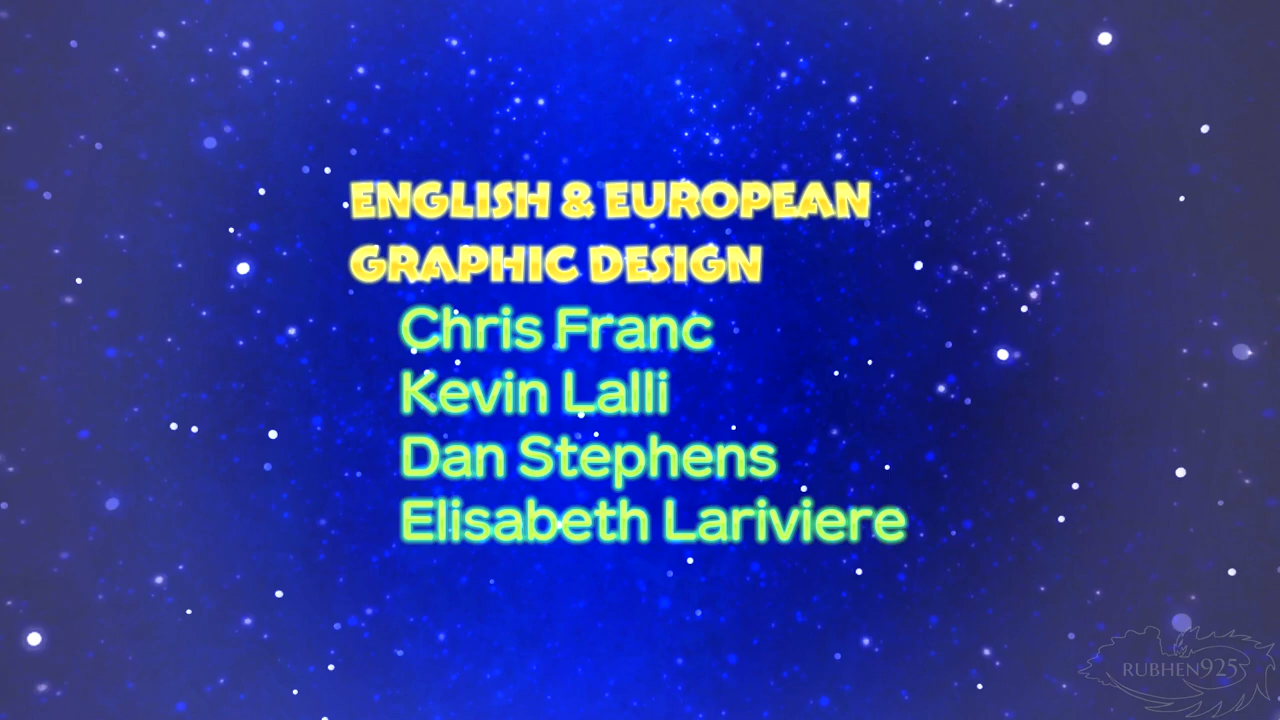 ENGLISH & EUROPEAN
GRAPHIC DESIGN
Chris Franc
Kevin Lalli
Dan Stephens
Elisabeth Lariviere
RUBHEN925